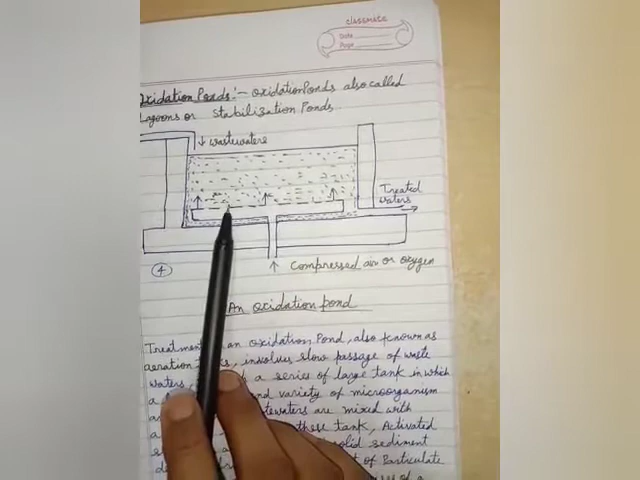 classmate
Date
Page
Oxidation Ponds:- Oxidation Ponds also called
Lagoons or Stabilization Ponds.
↓ wastewaters
Treated
waters
↑ Compressed air or oxygen
4
An oxidation pond
Treatment an oxidation Pond, also known as
aeration involves slow passage of waste
waters, a series of large tank in which
a and variety of microorganism
wastewaters are mixed with
a these tank, Activated
solid sediment
of Particulate
of a